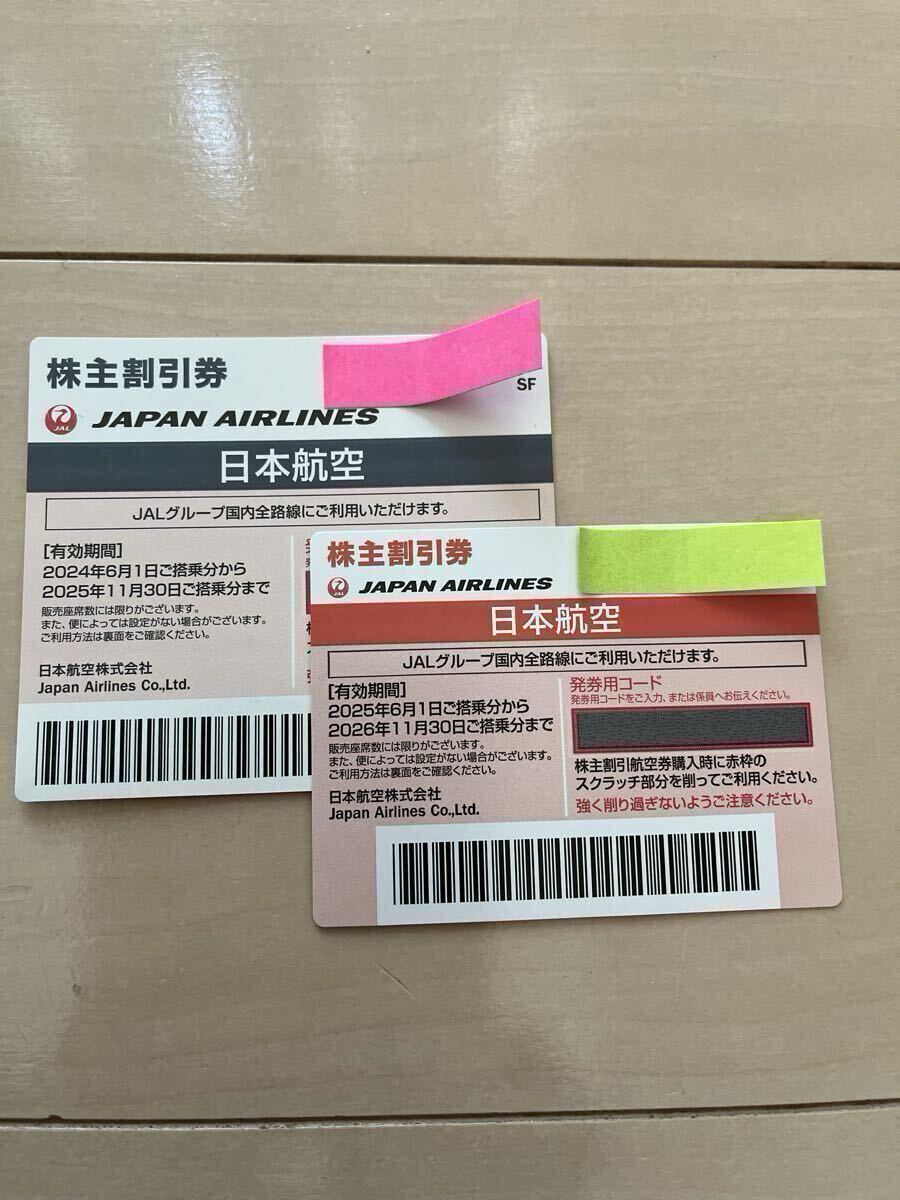 株主割引券
SF
JAL
JAPAN AIRLINES
日本航空
JALグループ国内全路線にご利用いただけます。
[有効期間]
2024年6月1日ご搭乗分から
2025年11月30日ご搭乗分まで
販売座席数には限りがございます。
また、便によっては設定がない場合がございます。
ご利用方法は裏面をご確認ください。
日本航空株式会社
Japan Airlines Co.,Ltd.
株主割引券
JAL
JAPAN AIRLINES
日本航空
JALグループ国内全路線にご利用いただけます。
[有効期間]
2025年6月1日ご搭乗分から
2026年11月30日ご搭乗分まで
販売座席数には限りがございます。
また、便によっては設定がない場合がございます。
ご利用方法は裏面をご確認ください。
日本航空株式会社
Japan Airlines Co.,Ltd.
発券用コード
発券用コードをご入力、または係員へお伝えください。
株主割引航空券購入時に赤枠の
スクラッチ部分を削ってご利用ください。
強く削り過ぎないようご注意ください。